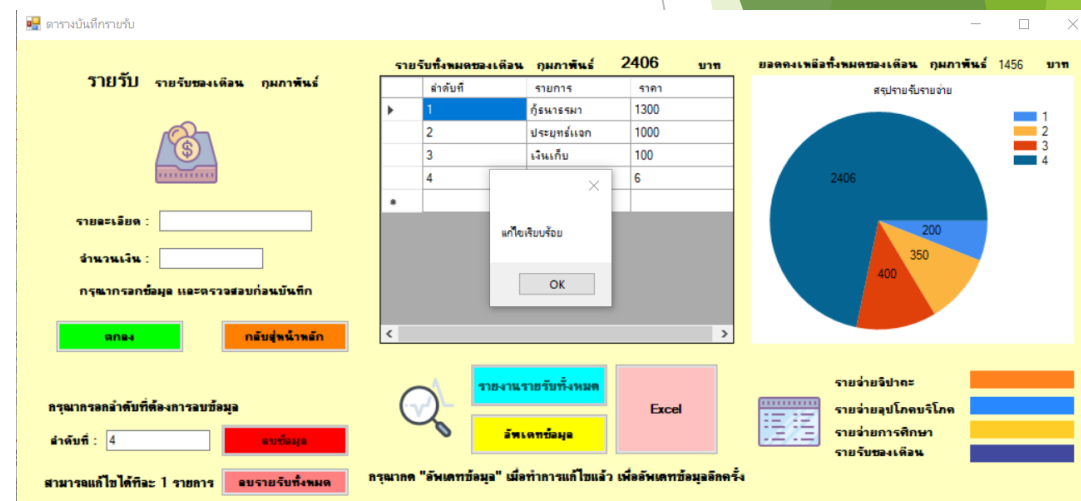 ตารางบันทึกรายรับ
รายรับ รายรับของเดือน กุมภาพันธ์
รายรับทั้งหมดของเดือน กุมภาพันธ์ 2406 บาท
ยอดคงเหลือทั้งหมดของเดือน กุมภาพันธ์ 1456 บาท
ลำดับที่ รายการ ราคา
1 กู้ธนารธมา 1300
2 ประยุทธ์แจก 1000
3 เงินเก็บ 100
4 6
แก้ไขเรียบร้อย
OK
สรุปรายรับรายจ่าย
1
2
3
4
2406
200
350
400
รายละเอียด :
จำนวนเงิน :
กรุณากรอกข้อมูล และตรวจสอบก่อนบันทึก
ตกลง กลับสู่หน้าหลัก
กรุณากรอกลำดับที่ต้องการลบข้อมูล
ลำดับที่ : 4 ลบข้อมูล
สามารถแก้ไขได้ทีละ 1 รายการ ลบรายรับทั้งหมด
รายงานรายรับทั้งหมด
อัพเดทข้อมูล
Excel
กรุณากด "อัพเดทข้อมูล" เมื่อทำการแก้ไขแล้ว เพื่ออัพเดทข้อมูลอีกครั้ง
รายจ่ายจิปาถะ
รายจ่ายอุปโภคบริโภค
รายจ่ายการศึกษา
รายรับของเดือน